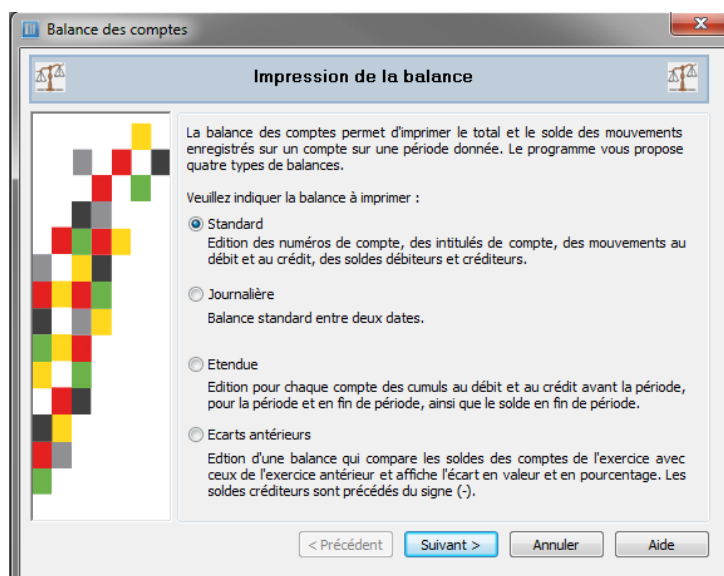 Balance des comptes
Impression de la balance
La balance des comptes permet d'imprimer le total et le solde des mouvements
enregistrés sur un compte sur une période donnée. Le programme vous propose
quatre types de balances.
Veuillez indiquer la balance à imprimer :
Standard
Edition des numéros de compte, des intitulés de compte, des mouvements au
débit et au crédit, des soldes débiteurs et créditeurs.
Journalière
Balance standard entre deux dates.
Etendue
Edition pour chaque compte des cumuls au débit et au crédit avant la période,
pour la période et en fin de période, ainsi que le solde en fin de période.
Ecarts antérieurs
Edtion d'une balance qui compare les soldes des comptes de l'exercice avec
ceux de l'exercice antérieur et affiche l'écart en valeur et en pourcentage. Les
soldes créditeurs sont précédés du signe (-).
< Précédent Suivant > Annuler Aide